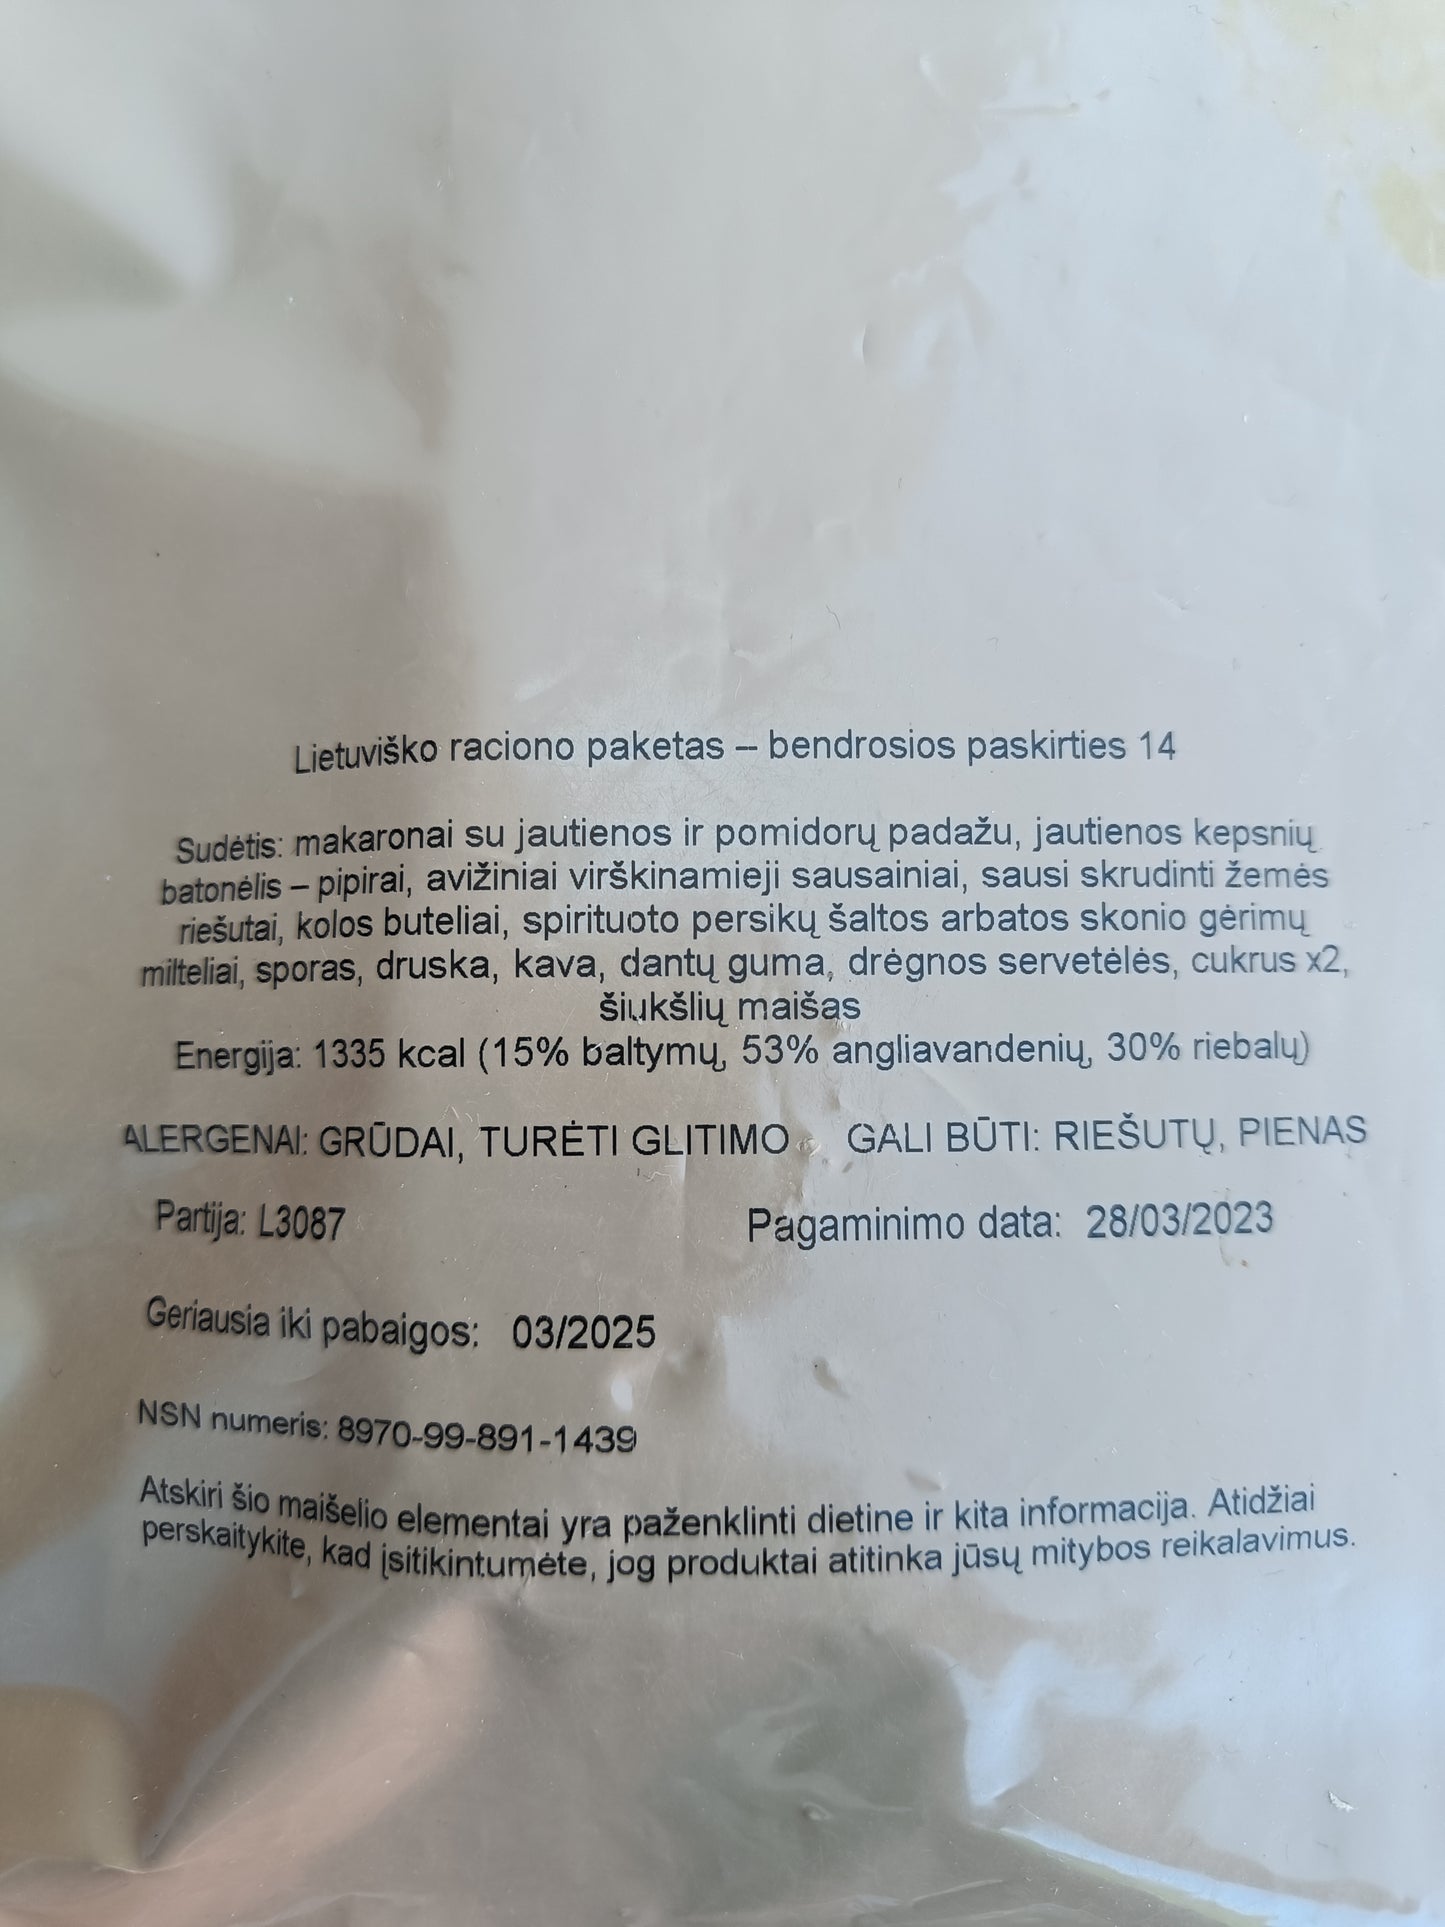 Lietuviško raciono paketas – bendrosios paskirties 14
Sudėtis: makaronai su jautienos ir pomidorų padažu, jautienos kepsnių
batonėlis – pipirai, avižiniai virškinamieji sausainiai, sausi skrudinti žemės
riešutai, kolos buteliai, spirituoto persikų šaltos arbatos skonio gėrimų
milteliai, sporas, druska, kava, dantų guma, drėgnos servetėlės, cukrus x2,
šiukšlių maišas
Energija: 1335 kcal (15% baltymų, 53% angliavandenių, 30% riebalų)
ALERGENAI: GRŪDAI, TURĖTI GLITIMO GALI BŪTI: RIEŠUTŲ, PIENAS
Partija: L3087 Pagaminimo data: 28/03/2023
Geriausia iki pabaigos: 03/2025
NSN numeris: 8970-99-891-1439
Atskiri šio maišelio elementai yra paženklinti dietine ir kita informacija. Atidžiai
perskaitykite, kad įsitikintumėte, jog produktai atitinka jūsų mitybos reikalavimus.